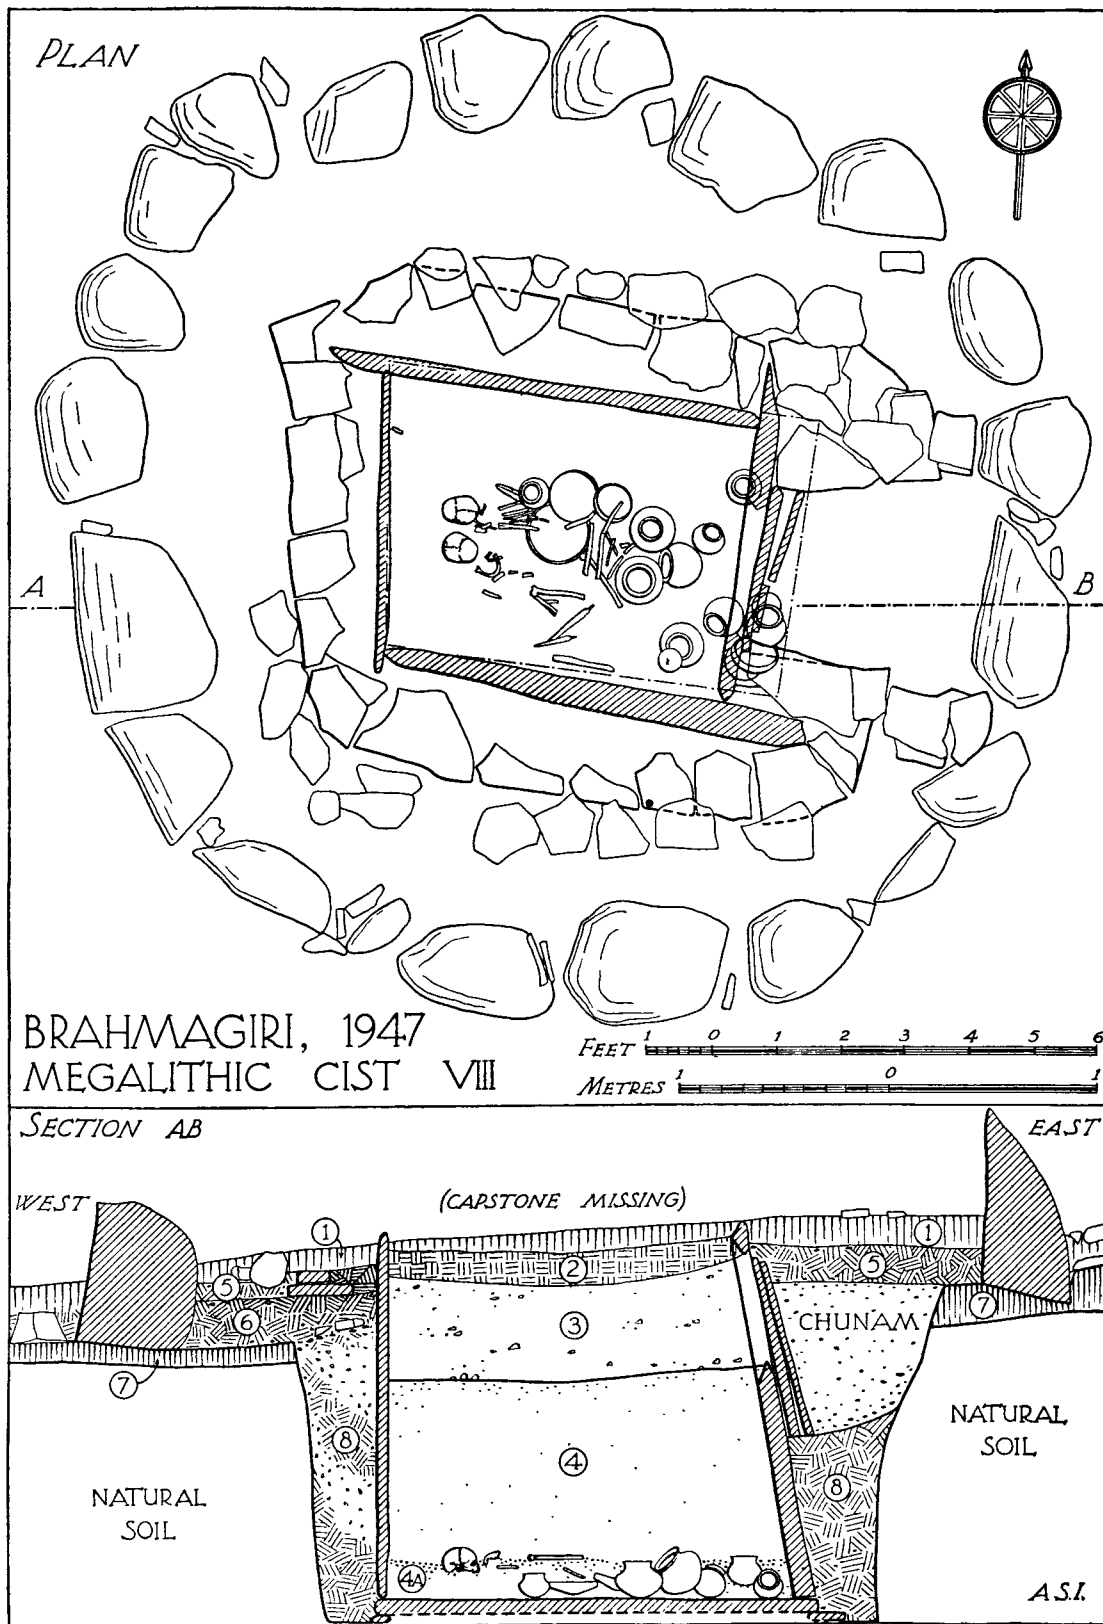 PLAN
A
B
BRAHMAGIRI, 1947
MEGALITHIC CIST VIII
FEET 1 0 1 2 3 4 5 6
METRES 1 0 1
SECTION AB
EAST
WEST
(CAPSTONE MISSING)
1
1
2
5
5
3
6
CHUNAM
7
7
8
4
NATURAL
SOIL
NATURAL
SOIL
8
4A
A.S.I.